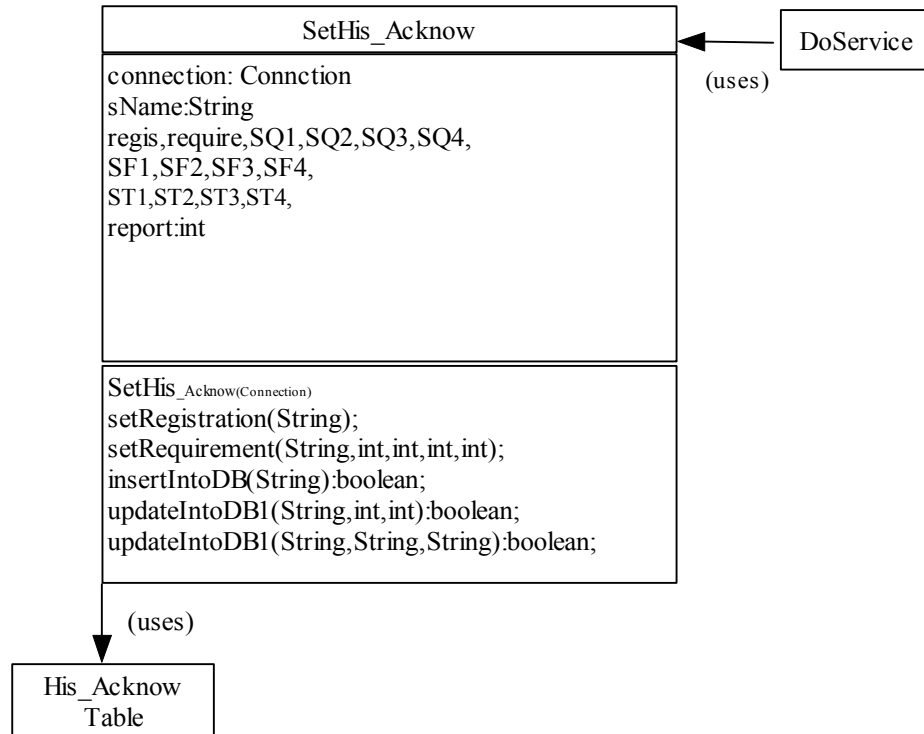 SetHis_Acknow
DoService
(uses)
connection: Connction
sName:String
regis,require,SQ1,SQ2,SQ3,SQ4,
SF1,SF2,SF3,SF4,
ST1,ST2,ST3,ST4,
report:int
SetHis_Acknow(Connection)
setRegistration(String);
setRequirement(String,int,int,int,int);
insertIntoDB(String):boolean;
updateIntoDB1(String,int,int):boolean;
updateIntoDB1(String,String,String):boolean;
(uses)
His_Acknow
Table